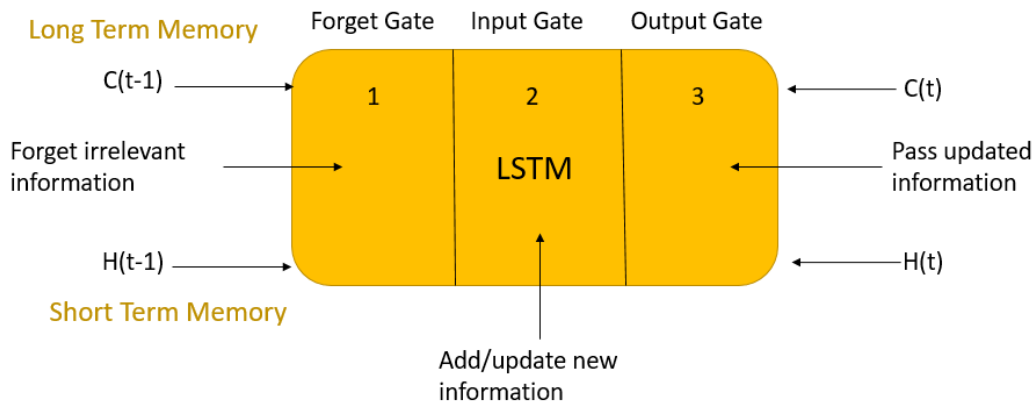 Forget Gate Input Gate Output Gate
Long Term Memory
C(t-1)
1 2 3
C(t)
Forget irrelevant
information
LSTM
Pass updated
information
H(t-1)
H(t)
Short Term Memory
Add/update new
information